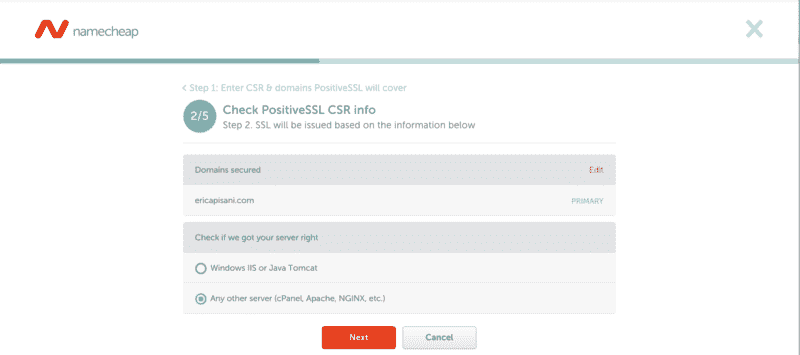 namecheap
< Step 1: Enter CSR & domains PositiveSSL will cover
2/5
Check PositiveSSL CSR info
Step 2. SSL will be issued based on the information below
Domains secured Edit
ericapisani.com PRIMARY
Check if we got your server right
Windows IIS or Java Tomcat
Any other server (cPanel, Apache, NGINX, etc.)
Next Cancel